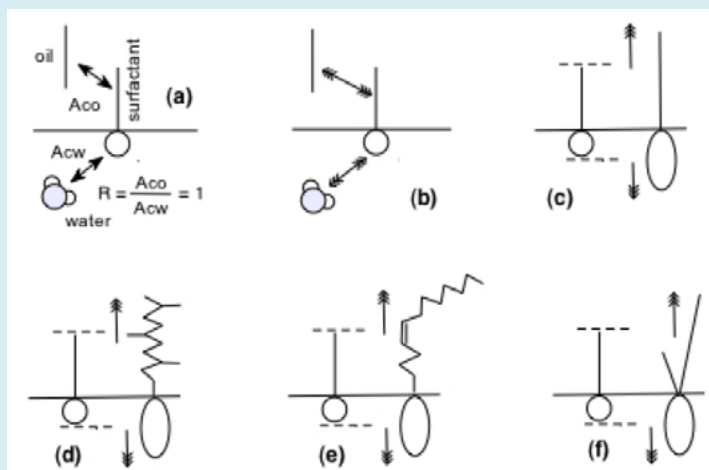 oil
Aco
surfactant
(a)
Acw
R = Aco/Acw = 1
water
(b)
(c)
(d)
(e)
(f)